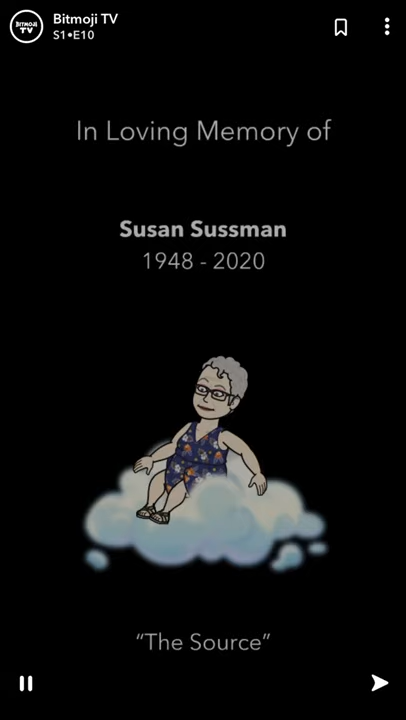 Bitmoji TV
BITMOJI
TV
S1•E10
In Loving Memory of
Susan Sussman
1948 - 2020
“The Source”